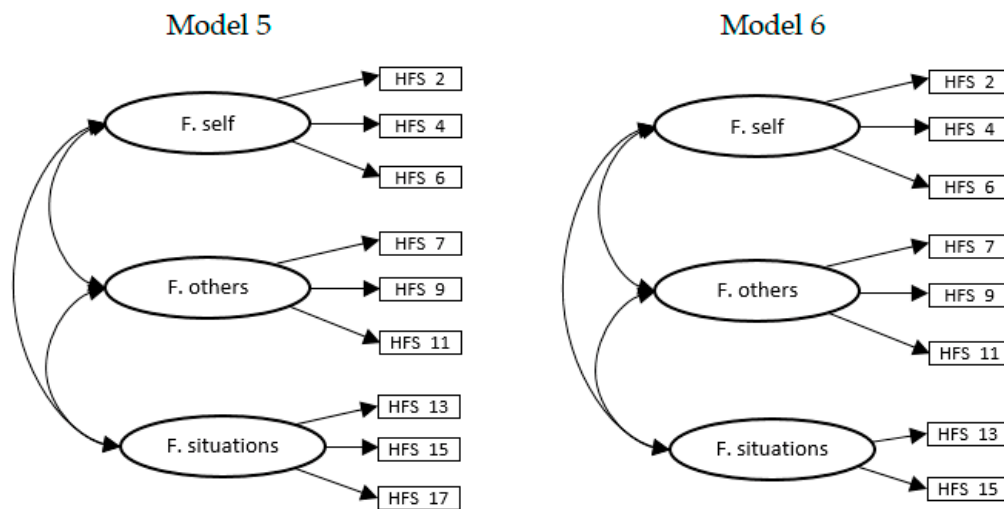 Model 5
F. self
HFS 2
HFS 4
HFS 6
F. others
HFS 7
HFS 9
HFS 11
F. situations
HFS 13
HFS 15
HFS 17
Model 6
F. self
HFS 2
HFS 4
HFS 6
F. others
HFS 7
HFS 9
HFS 11
F. situations
HFS 13
HFS 15